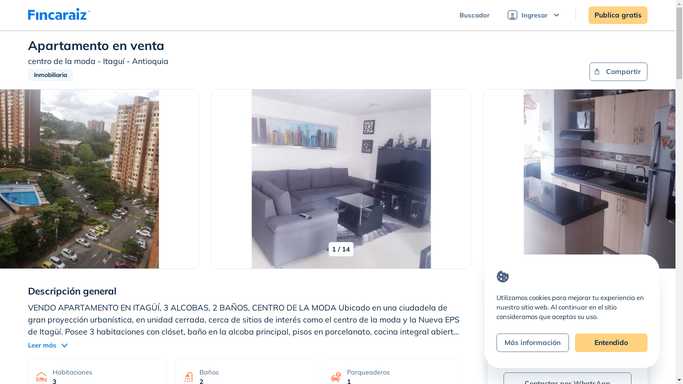 Fincaraiz
Buscador
Ingresar
Publica gratis
Apartamento en venta
centro de la moda - Itagui - Antioquia
Inmobiliaria
Compartir
1 / 14
Descripción general
VENDO APARTAMENTO EN ITAGÜÍ, 3 ALCOBAS, 2 BAÑOS, CENTRO DE LA MODA Ubicado en una ciudadela de
gran proyección urbanística, en unidad cerrada, cerca de sitios de interés como el centro de la moda y la Nueva EPS
de Itagüí. Posee 3 habitaciones con clóset, baño en la alcoba principal, pisos en porcelanato, cocina integral abiert...
Leer más
Habitaciones
3
Baños
2
Parqueaderos
1
Utilizamos cookies para mejorar tu experiencia en
nuestro sitio web. Al continuar en el sitio
consideramos que aceptas su uso.
Más información
Entendido
Contactar por WhatsApp